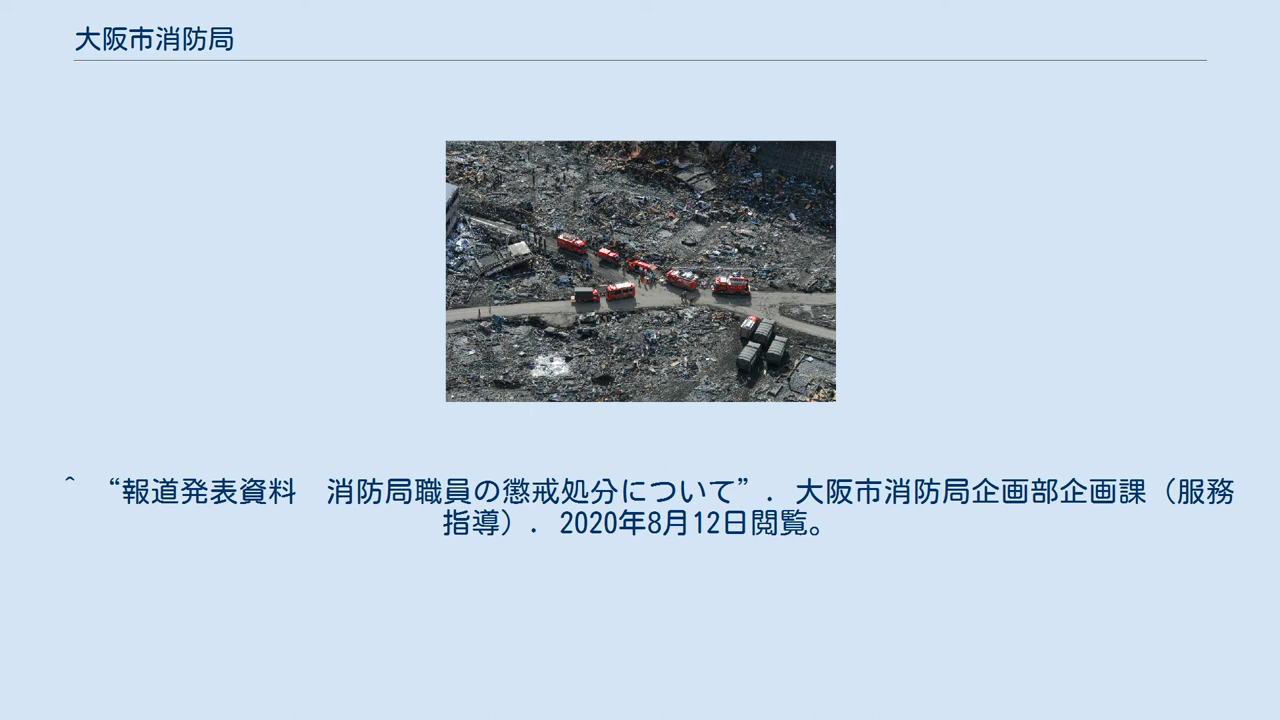 大阪市消防局
^ “報道発表資料　消防局職員の懲戒処分について”. 大阪市消防局企画部企画課（服務
指導）. 2020年8月12日閲覧。